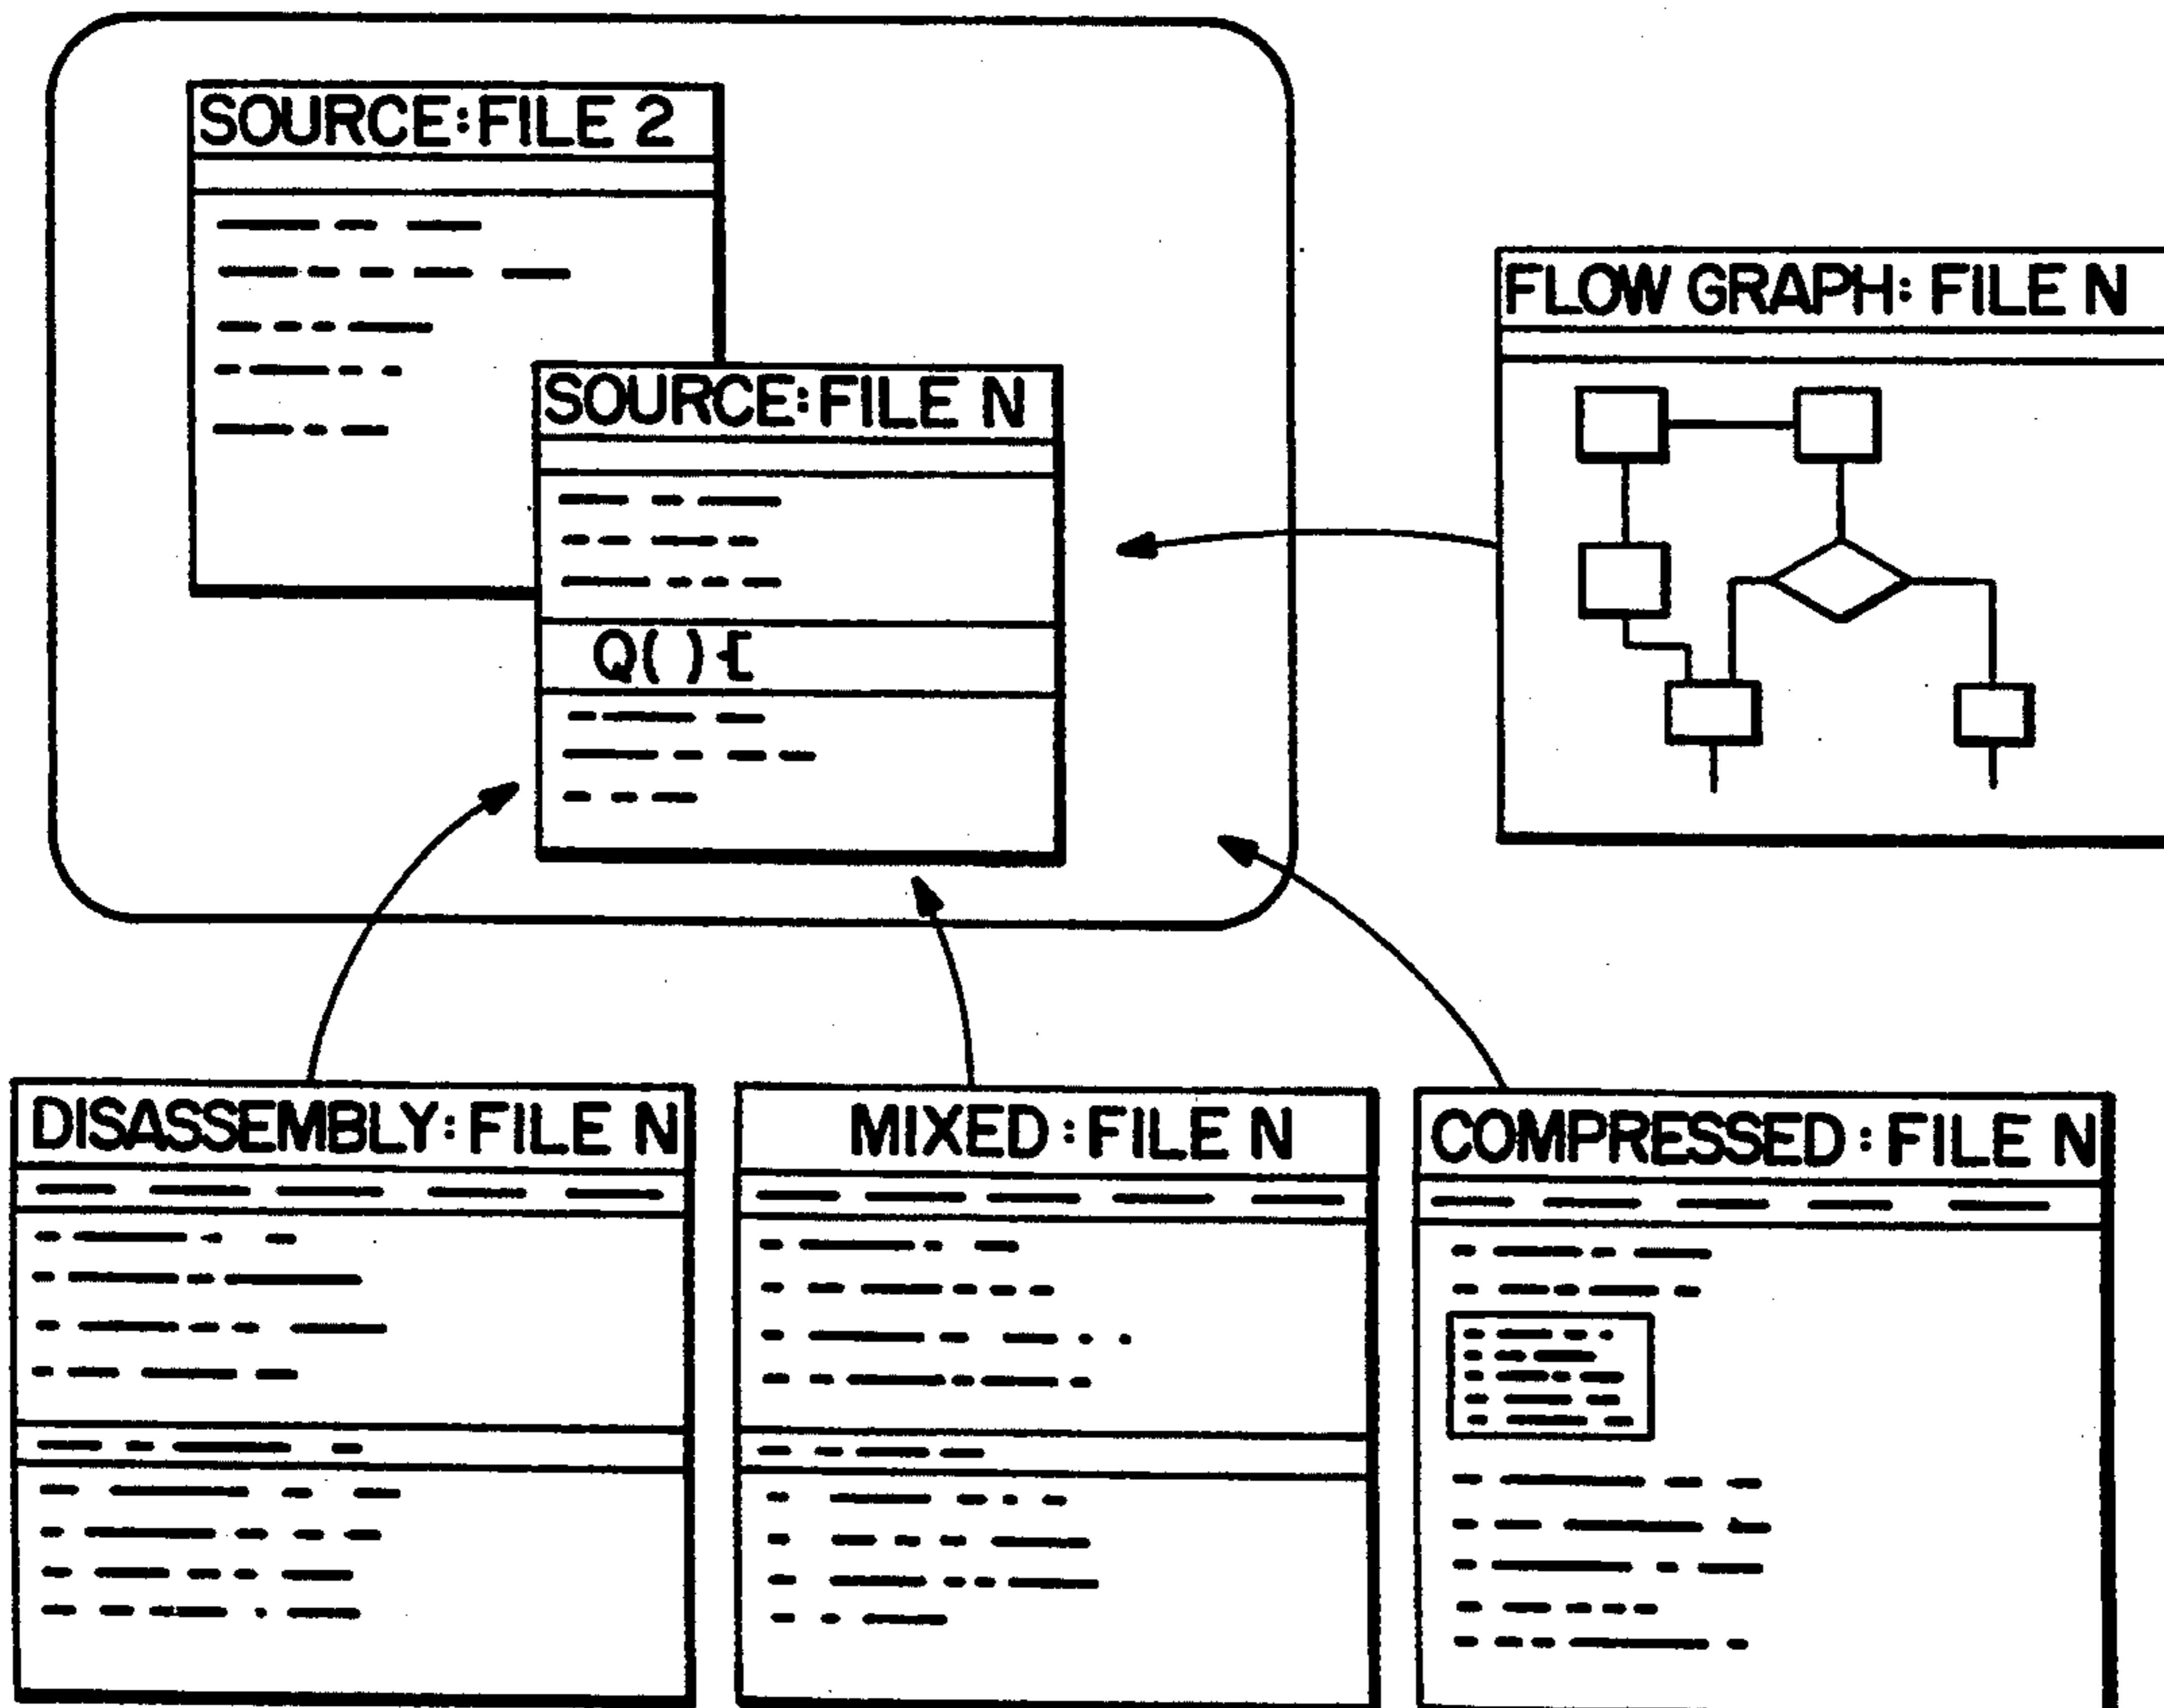 SOURCE:FILE 2
SOURCE:FILE N
Q( ){
FLOW GRAPH: FILE N
DISASSEMBLY:FILE N
MIXED:FILE N
COMPRESSED:FILE N